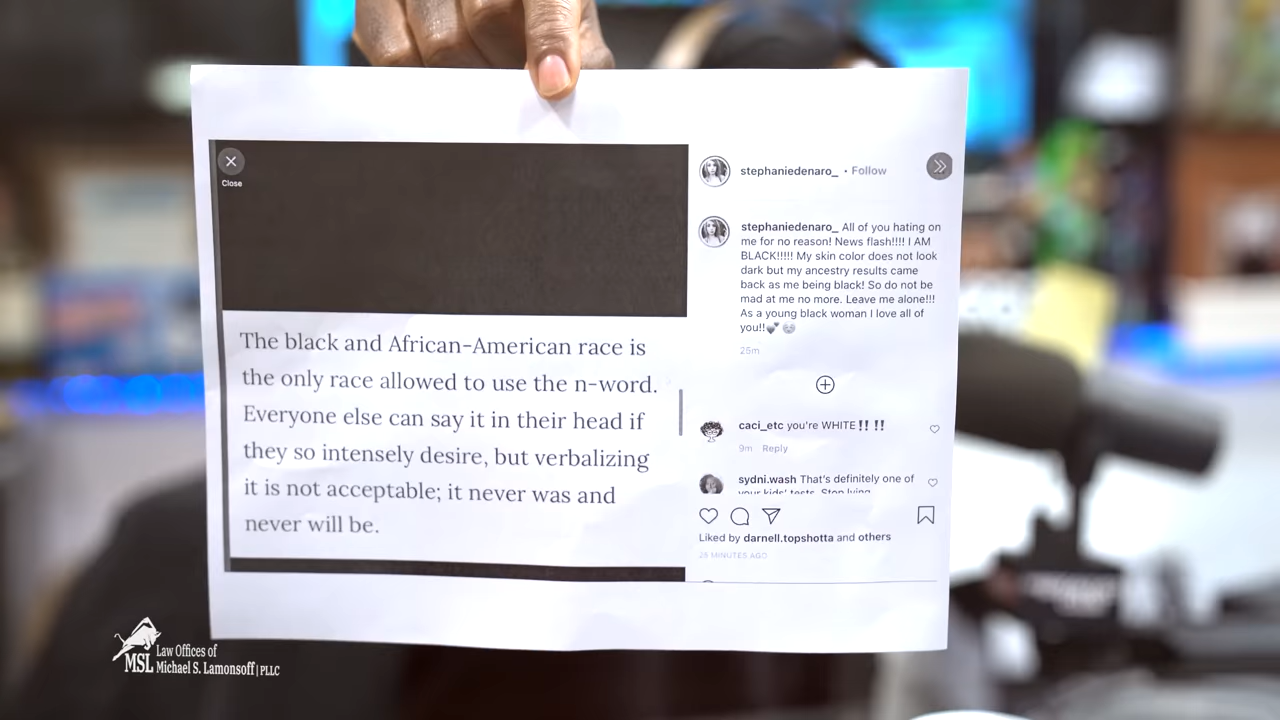 Close
The black and African-American race is
the only race allowed to use the n-word.
Everyone else can say it in their head if
they so intensely desire, but verbalizing
it is not acceptable; it never was and
never will be.
stephaniedenaro_ • Follow
stephaniedenaro_ All of you hating on
me for no reason! News flash!!!! I AM
BLACK!!!!! My skin color does not look
dark but my ancestry results came
back as me being black! So do not be
mad at me no more. Leave me alone!!!
As a young black woman I love all of
you!!💕🥰
25m
caci_etc you're WHITE‼️ ‼️
9m Reply
sydni.wash That's definitely one of
your kids' tests. Stop lying
Liked by darnell.topshotta and others
28 MINUTES AGO
Law Offices of
MSL Michael S. Lamonsoff | PLLC